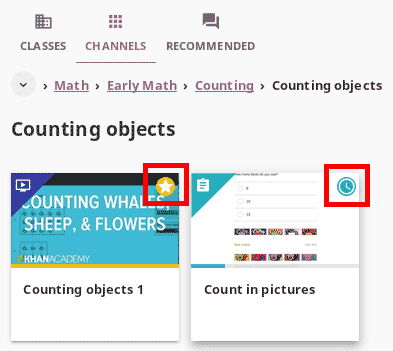 CLASSES CHANNELS RECOMMENDED
› Math › Early Math › Counting › Counting objects
Counting objects
COUNTING WHALES,
SHEEP, & FLOWERS
#KHANACADEMY
Counting objects 1
Count in pictures